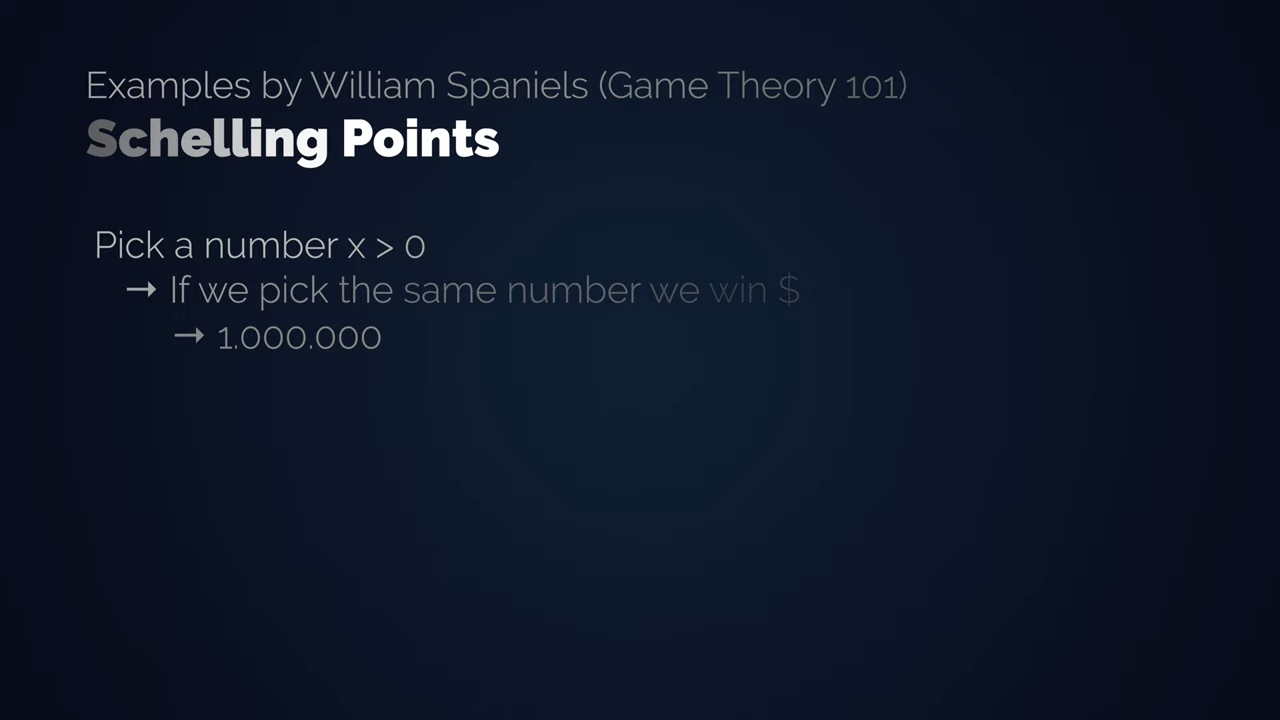 Examples by William Spaniels (Game Theory 101)
Schelling Points
Pick a number x > 0
→ If we pick the same number we win $
→ 1.000.000